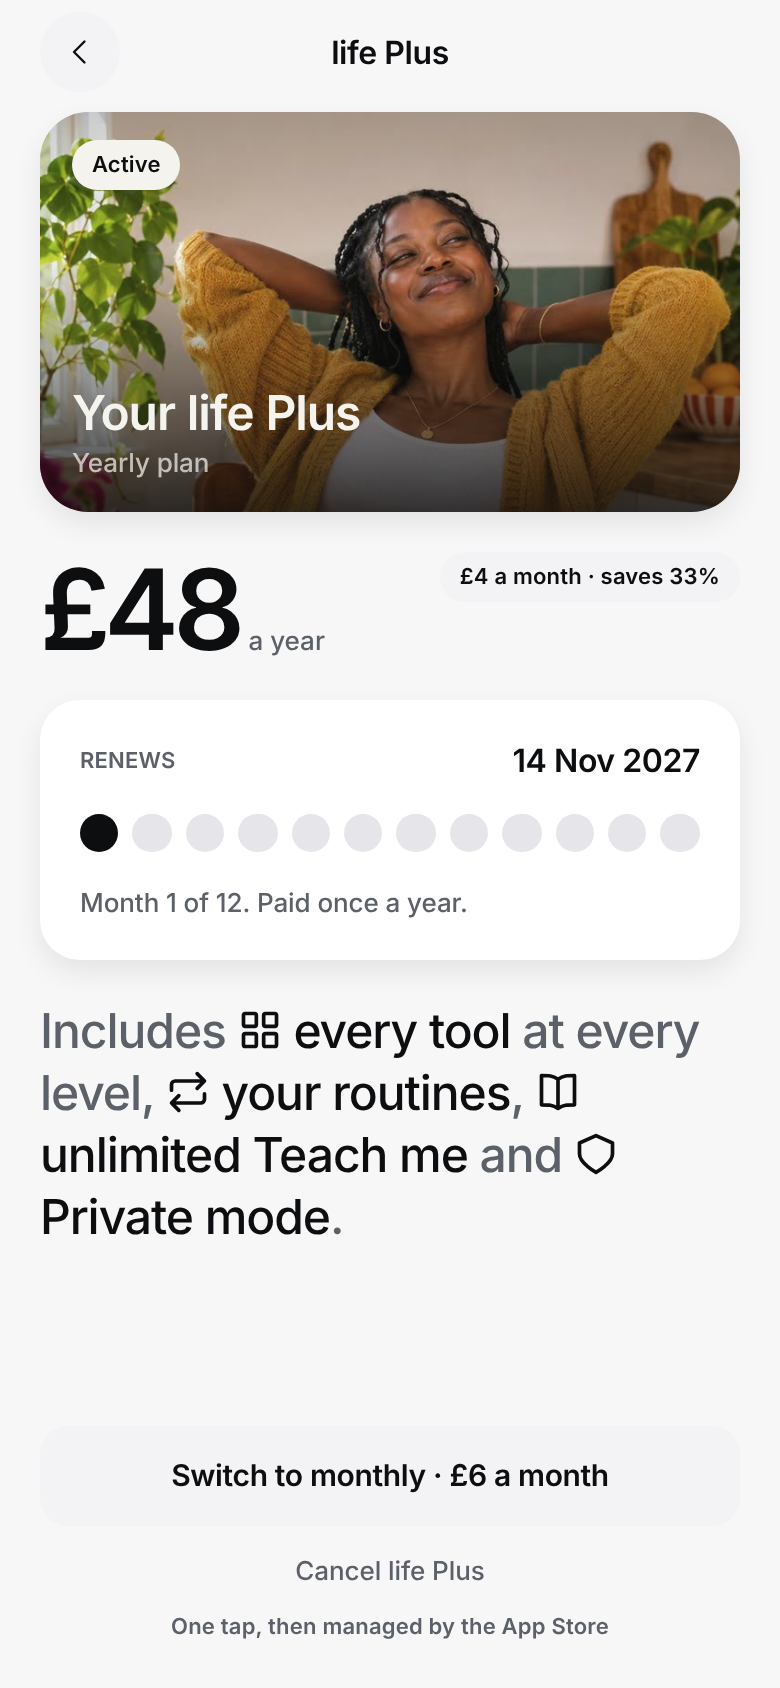 life Plus
Active
Your life Plus
Yearly plan
£48 a year
£4 a month · saves 33%
RENEWS
14 Nov 2027
Month 1 of 12. Paid once a year.
Includes every tool at every
level, your routines,
unlimited Teach me and
Private mode.
Switch to monthly · £6 a month
Cancel life Plus
One tap, then managed by the App Store